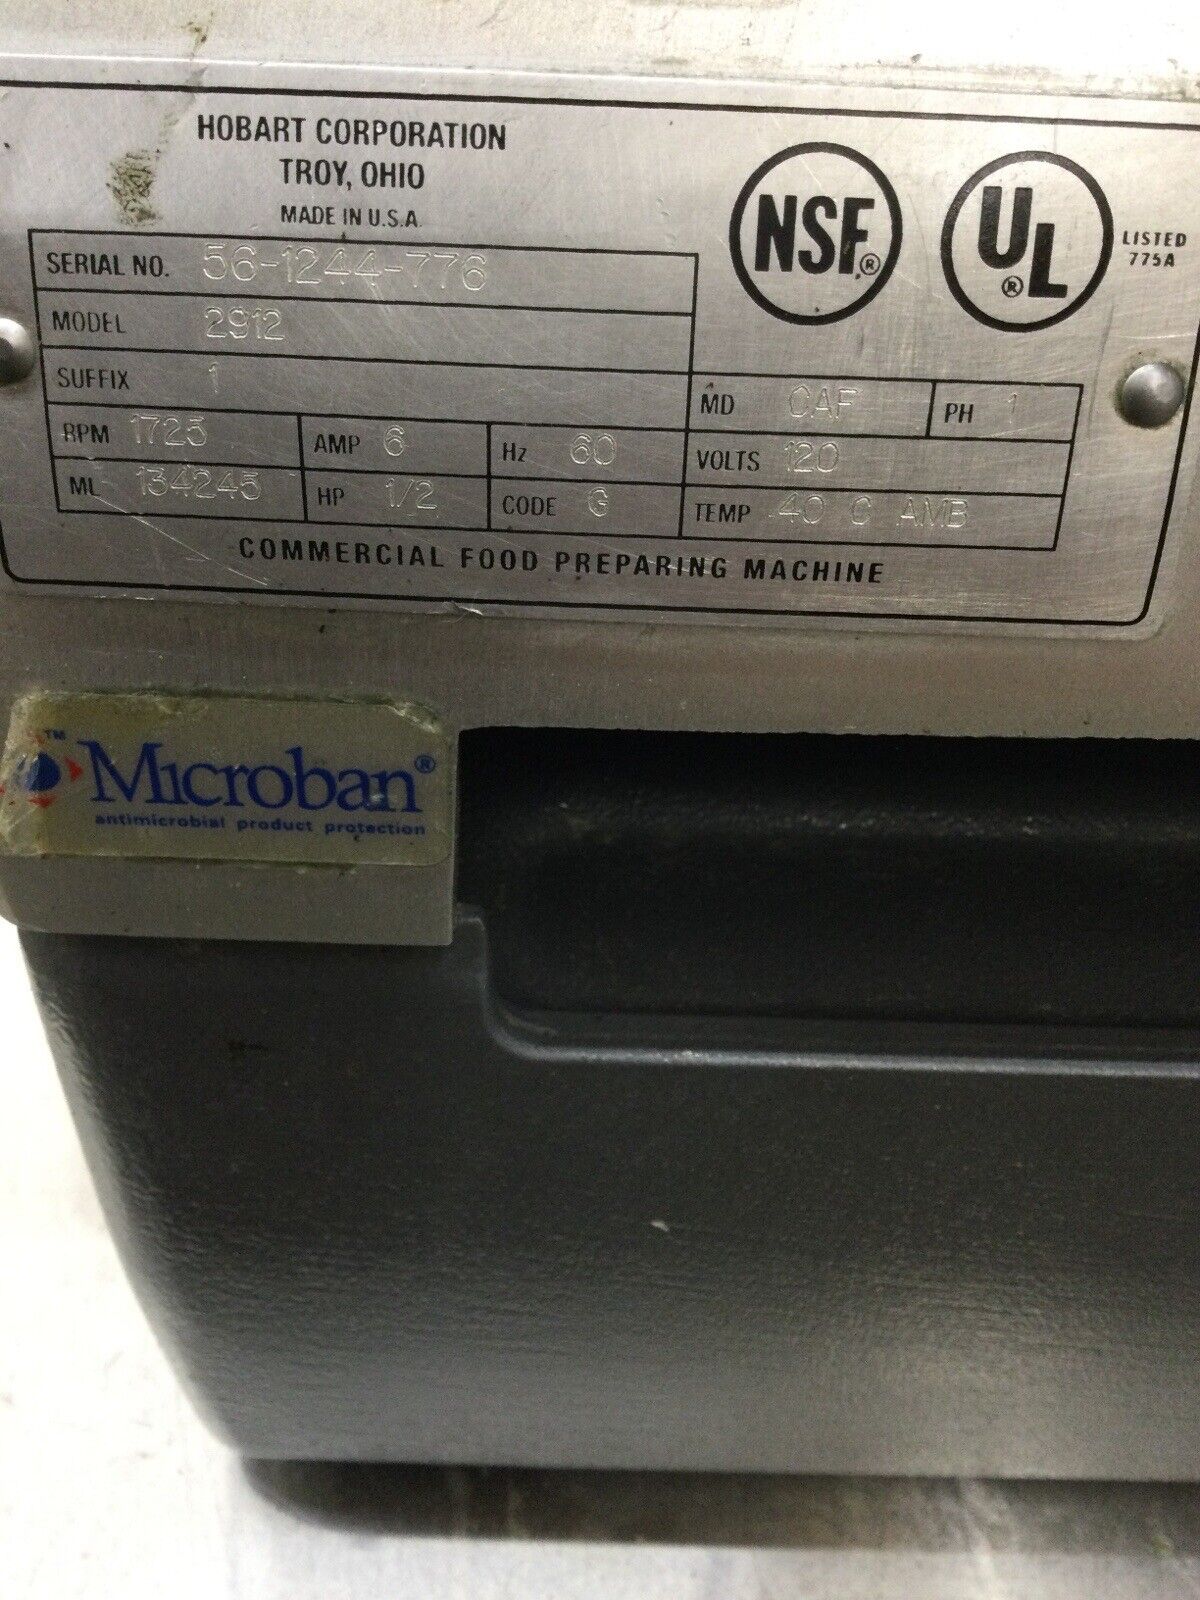 HOBART CORPORATION
TROY, OHIO
MADE IN U.S.A.
SERIAL NO. 56-1244-776
MODEL 2912
SUFFIX 1
MD CAF PH 1
RPM 1725 AMP 6 Hz 60 VOLTS 120
ML 134245 HP 1/2 CODE G TEMP 40 C AMB
COMMERCIAL FOOD PREPARING MACHINE
NSF®
UL®
LISTED
775A
™ Microban®
antimicrobial product protection